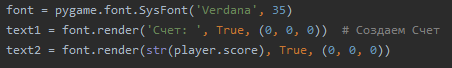 font = pygame.font.SysFont('Verdana', 35)
text1 = font.render('Счет: ', True, (0, 0, 0))  # Создаем Счет
text2 = font.render(str(player.score), True, (0, 0, 0))